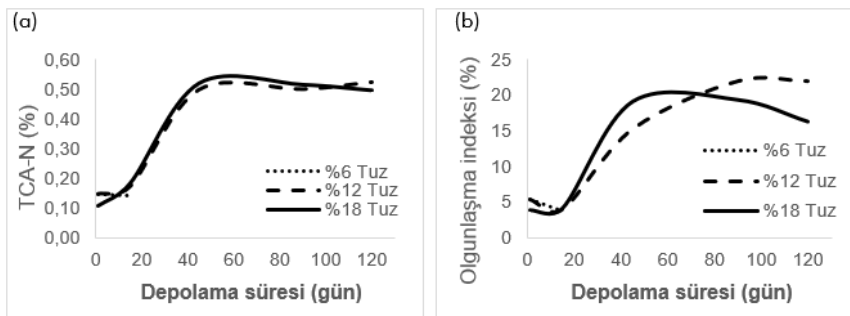 (a)
TCA-N (%)
0,60
0,50
0,40
0,30
0,20
0,10
0,00
%6 Tuz
%12 Tuz
%18 Tuz
0 20 40 60 80 100 120
Depolama süresi (gün)
(b)
Olgunlaşma indeksi (%)
25
20
15
10
5
0
%6 Tuz
%12 Tuz
%18 Tuz
0 20 40 60 80 100 120
Depolama süresi (gün)